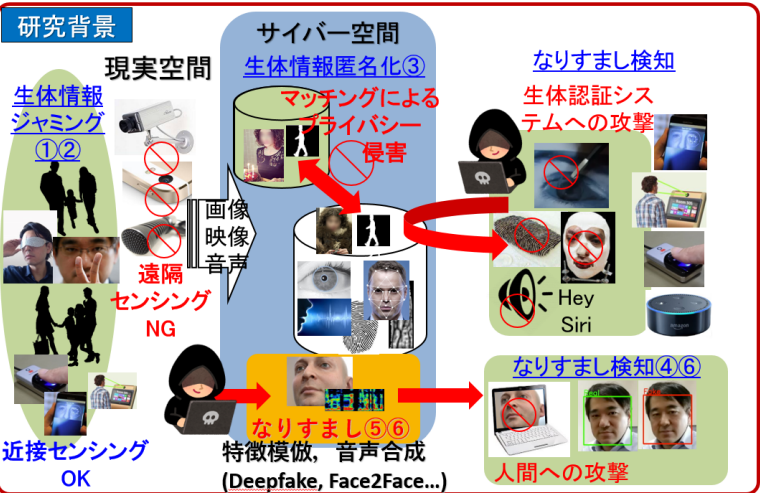 研究背景
サイバー空間
現実空間
生体情報匿名化③
なりすまし検知
生体情報
ジャミング
①②
マッチングによる
プライバシー
侵害
生体認証シス
テムへの攻撃
画像
映像
音声
遠隔
センシング
NG
Hey
Siri
amazon
なりすまし検知④⑥
Real
なりすまし⑤⑥
近接センシング
OK
特徴模倣，音声合成
(Deepfake, Face2Face…)
人間への攻撃